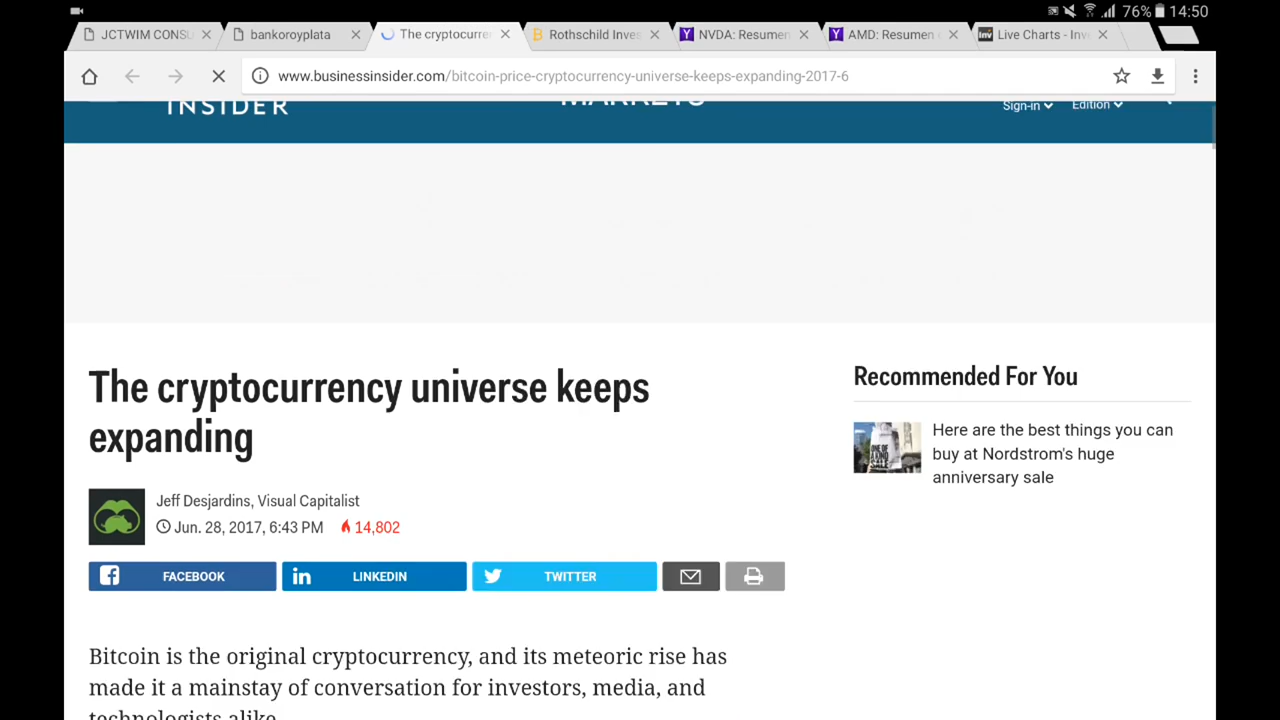 76% 14:50
JCTWIM CONSU
bankoroyplata
The cryptocurre
Rothschild Inves
NVDA: Resumen
AMD: Resumen
Live Charts - Inv
www.businessinsider.com/bitcoin-price-cryptocurrency-universe-keeps-expanding-2017-6
INSIDER
MARKETS
Sign-in
Edition
The cryptocurrency universe keeps
expanding
Jeff Desjardins, Visual Capitalist
Jun. 28, 2017, 6:43 PM 14,802
FACEBOOK
in LINKEDIN
TWITTER
Bitcoin is the original cryptocurrency, and its meteoric rise has
made it a mainstay of conversation for investors, media, and
technologists alike.
Recommended For You
Here are the best things you can
buy at Nordstrom's huge
anniversary sale